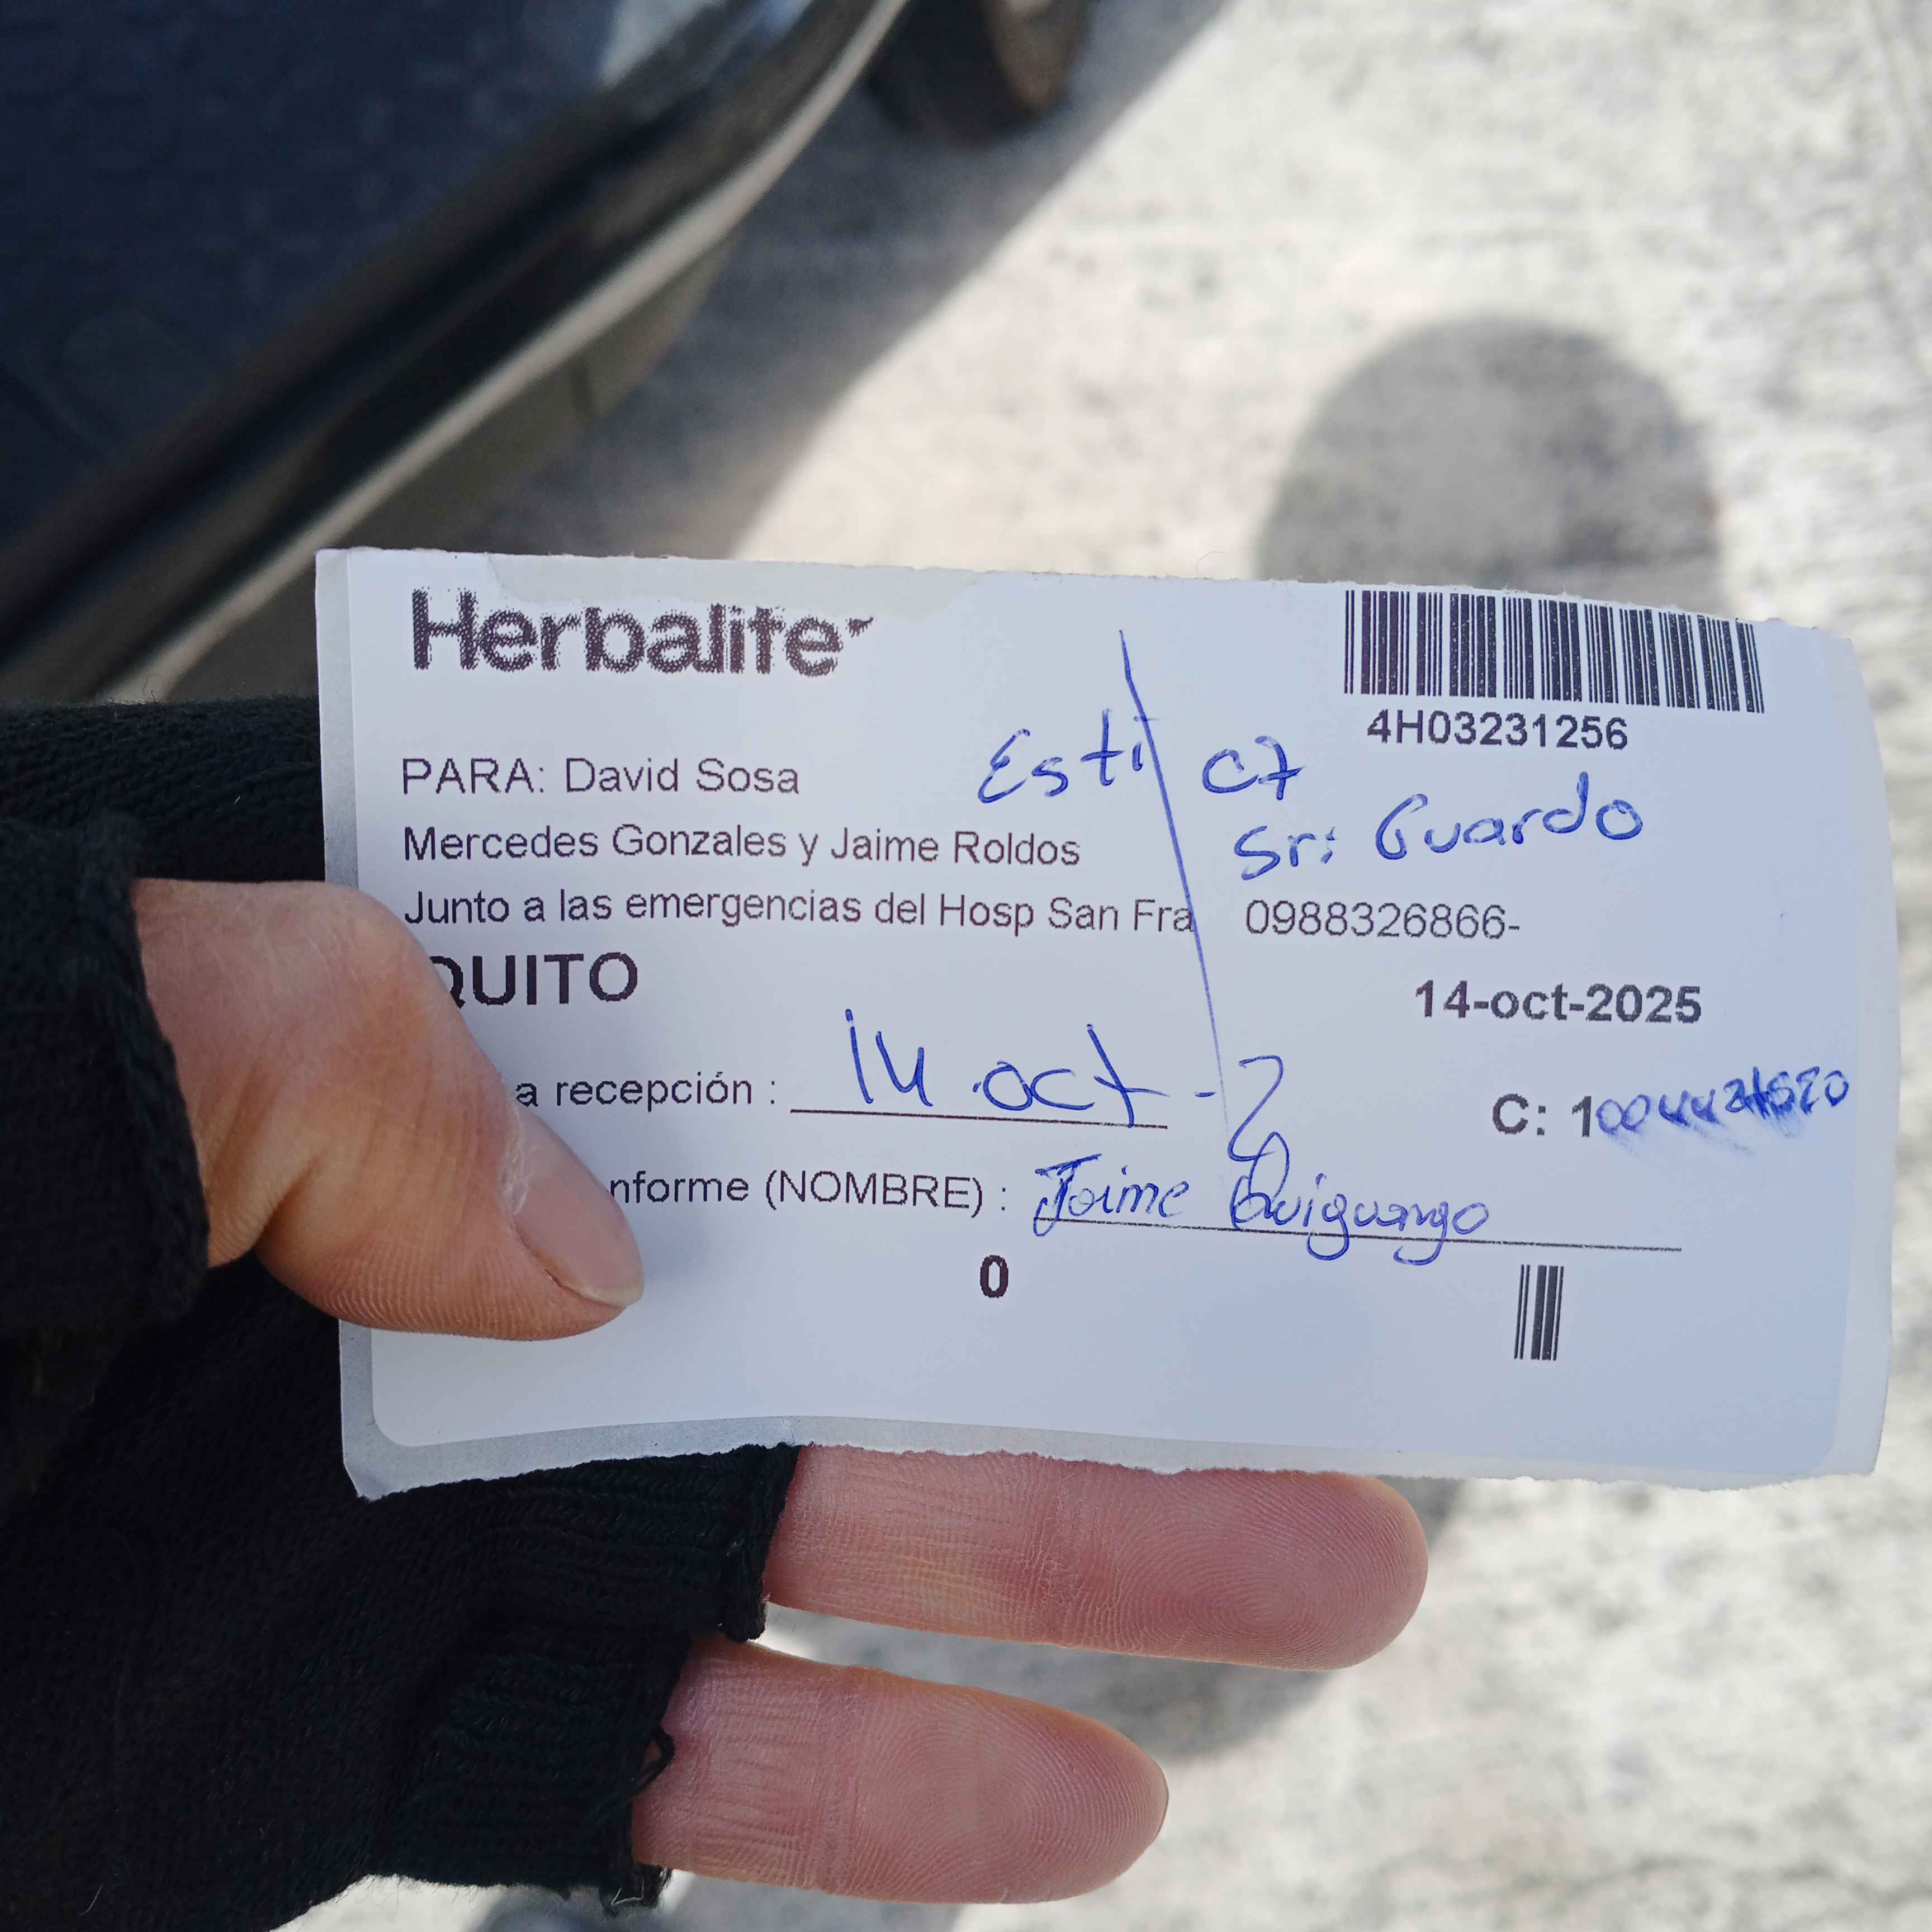 Herbalife
4H03231256
PARA: David Sosa
Esti c7
Mercedes Gonzales y Jaime Roldos
Sr: Guardo
Junto a las emergencias del Hosp San Fra 0988326866-
QUITO
14-oct-2025
a recepción : 14 oct - 2
C: 1
nforme (NOMBRE) : Jaime Quiguango
0